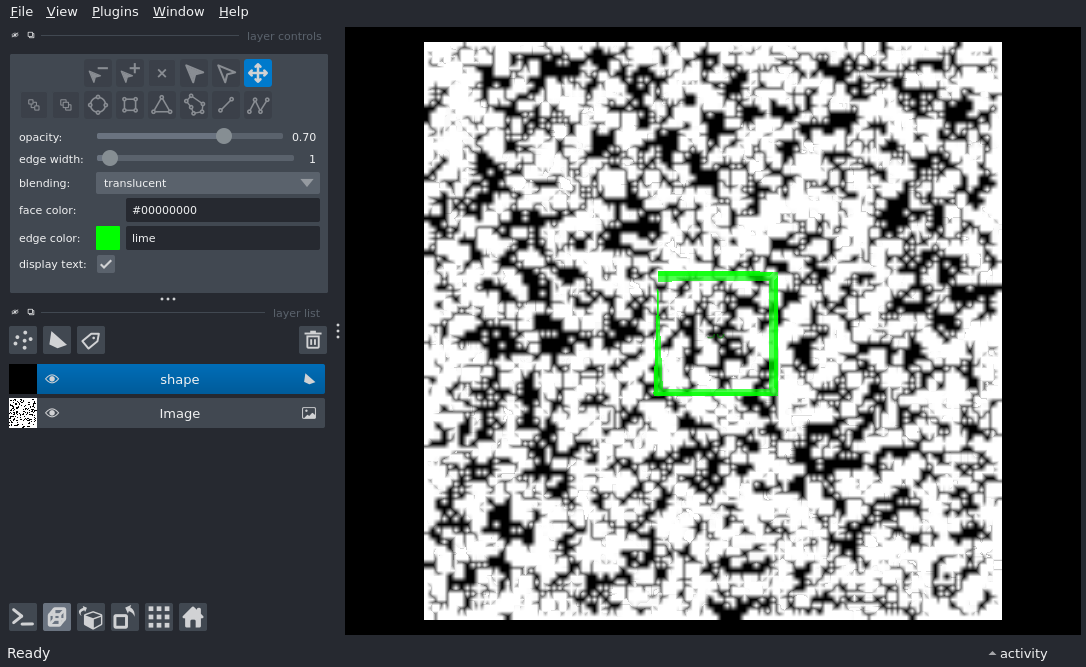 File View Plugins Window Help
layer controls
opacity: 0.70
edge width: 1
blending: translucent
face color: #00000000
edge color: lime
display text:
layer list
shape
Image
Ready activity